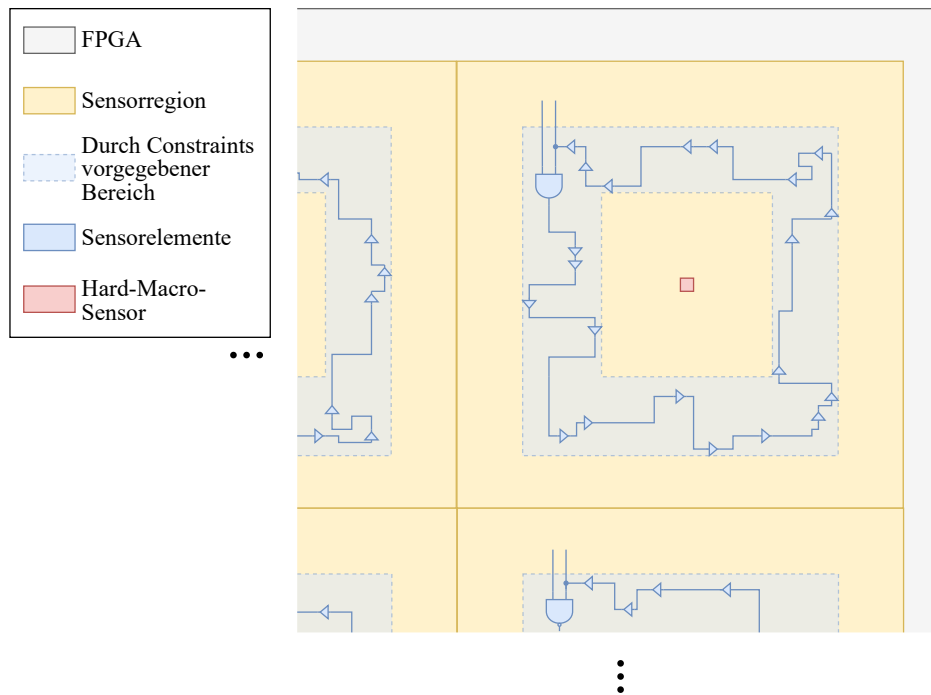 FPGA
Sensorregion
Durch Constraints
vorgegebener
Bereich
Sensorelemente
Hard-Macro-
Sensor